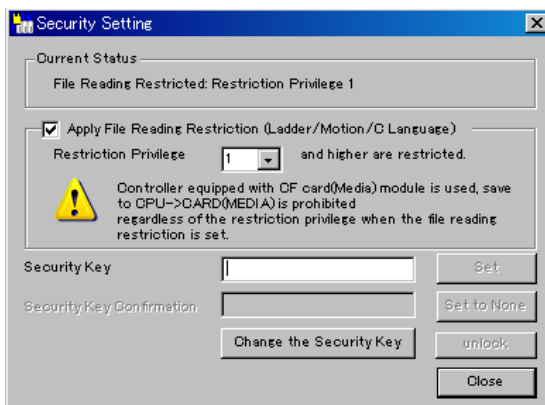 Security Setting
Current Status
File Reading Restricted: Restriction Privilege 1
Apply File Reading Restriction (Ladder/Motion/C Language)
Restriction Privilege 1 and higher are restricted.
Controller equipped with CF card(Media) module is used, save
to CPU->CARD(MEDIA) is prohibited
regardless of the restriction privilege when the file reading
restriction is set.
Security Key Set
Security Key Confirmation Set to None
Change the Security Key unlock
Close